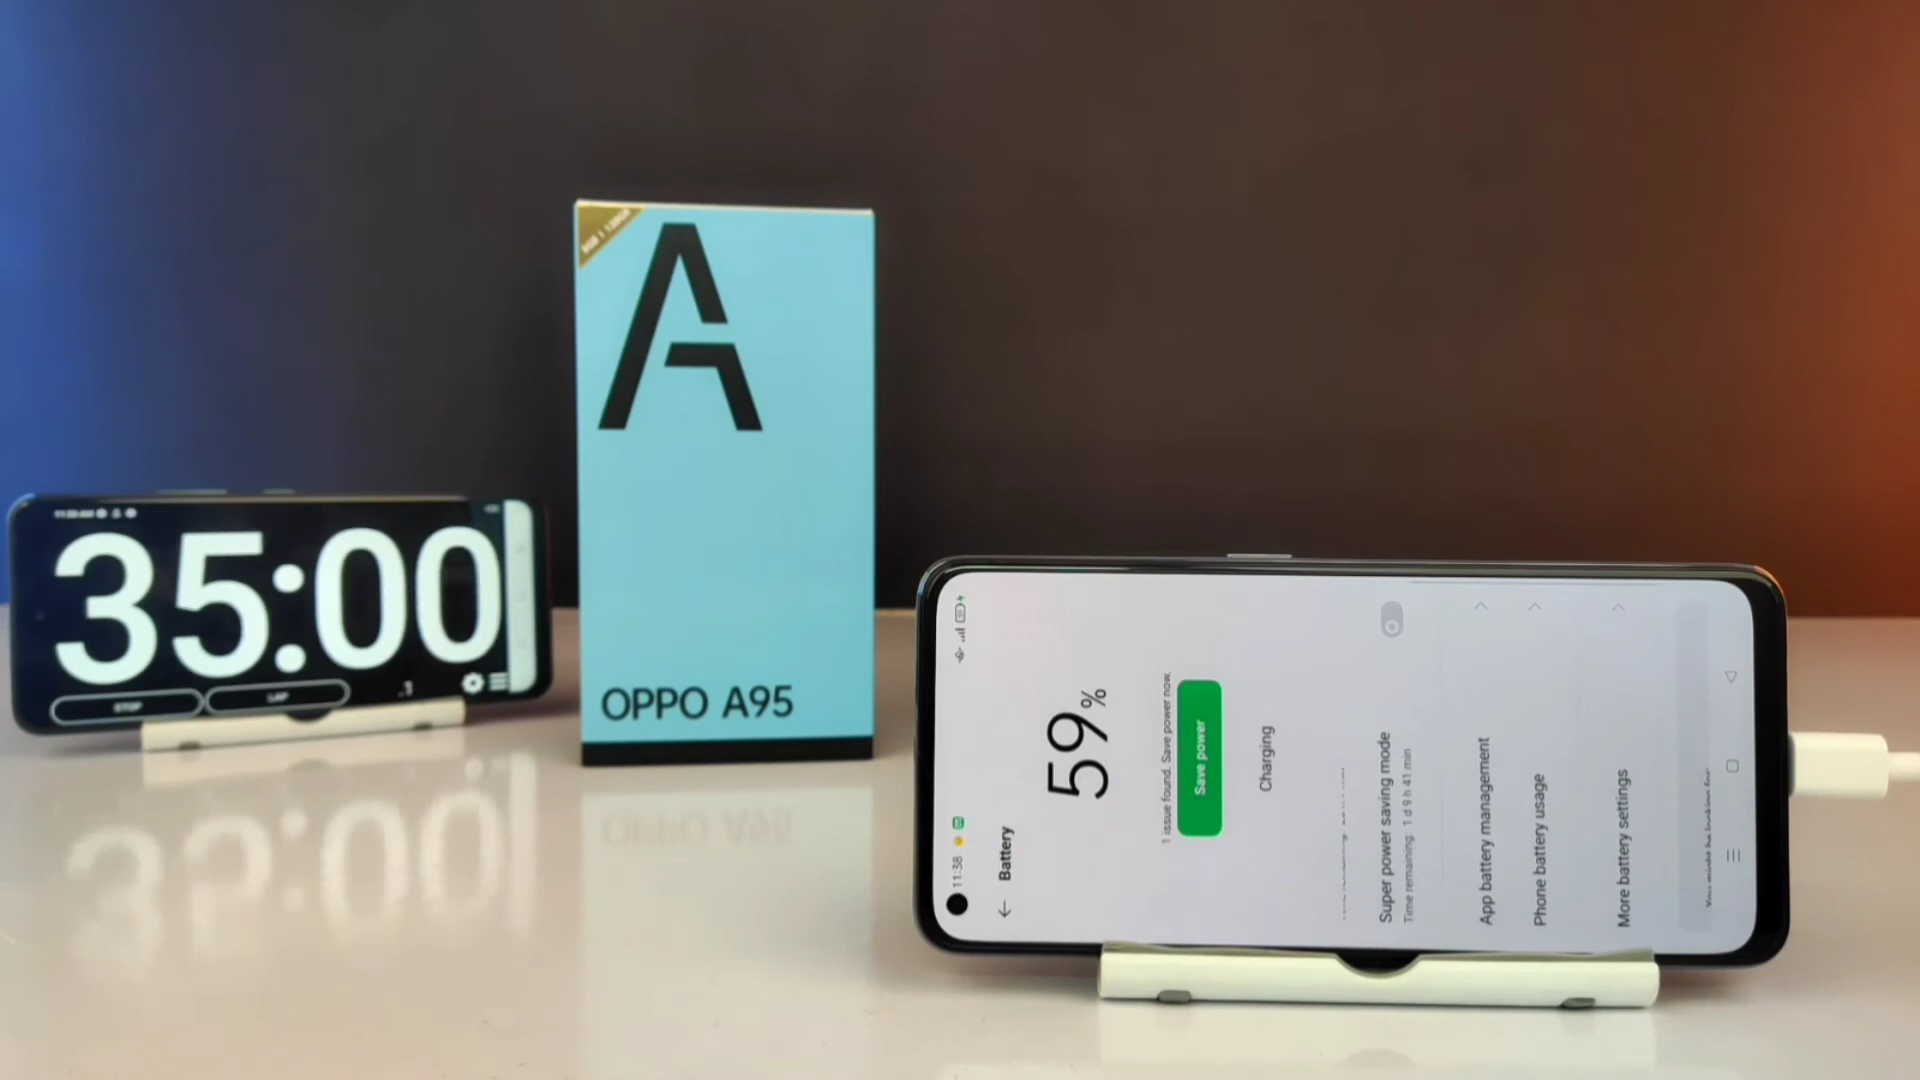 35:00
STOP
LAP
.1
A
OPPO A95
11:38
Battery
59%
1 issue found. Save power now.
Save power
Charging
Super power saving mode
Time remaining: 1 d 9 h 41 min
App battery management
Phone battery usage
More battery settings